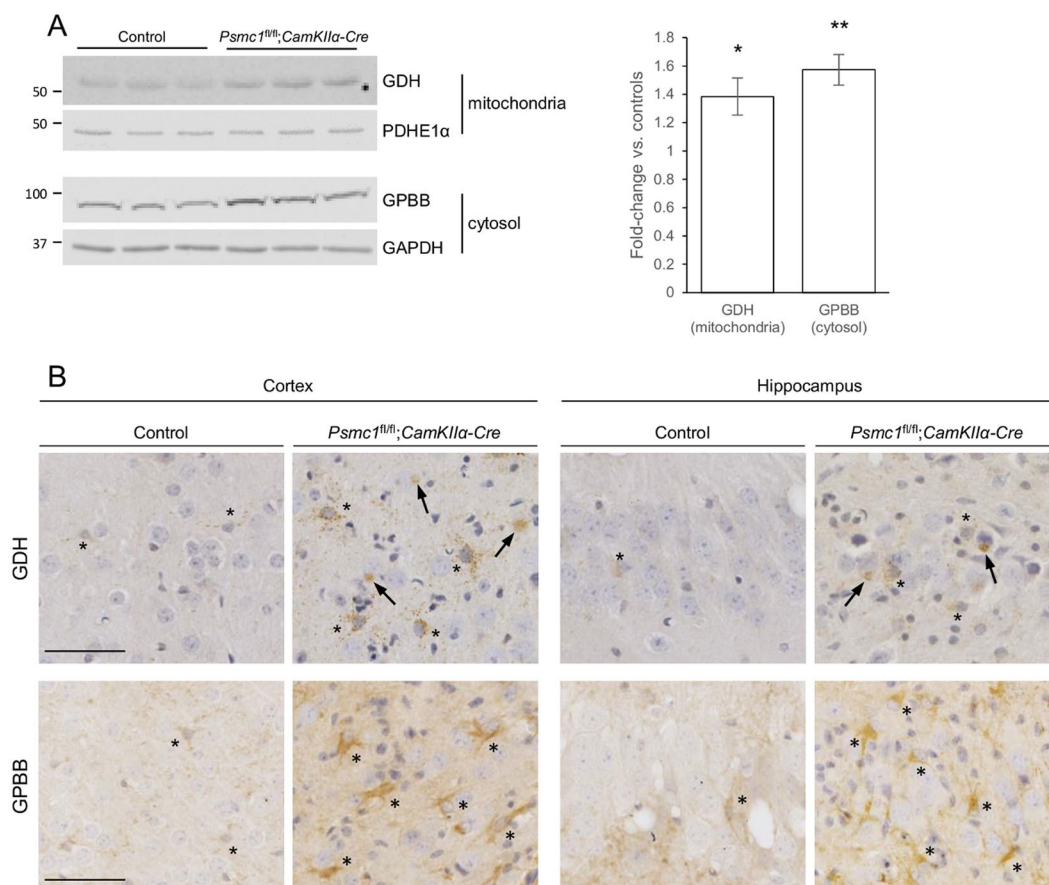 A
Control
Psmc1fl/fl;CamKIIα-Cre
50
GDH
*
50
PDHE1α
mitochondria
100
GPBB
37
GAPDH
cytosol
Fold-change vs. controls
1.8
1.6
1.4
1.2
1
0.8
0.6
0.4
0.2
0
*
**
GDH
(mitochondria)
GPBB
(cytosol)
B
Cortex
Hippocampus
Control
Psmc1fl/fl;CamKIIα-Cre
Control
Psmc1fl/fl;CamKIIα-Cre
GDH
* *
* * * *
*
* * *
GPBB
* *
* * * * * *
*
* * * * * *